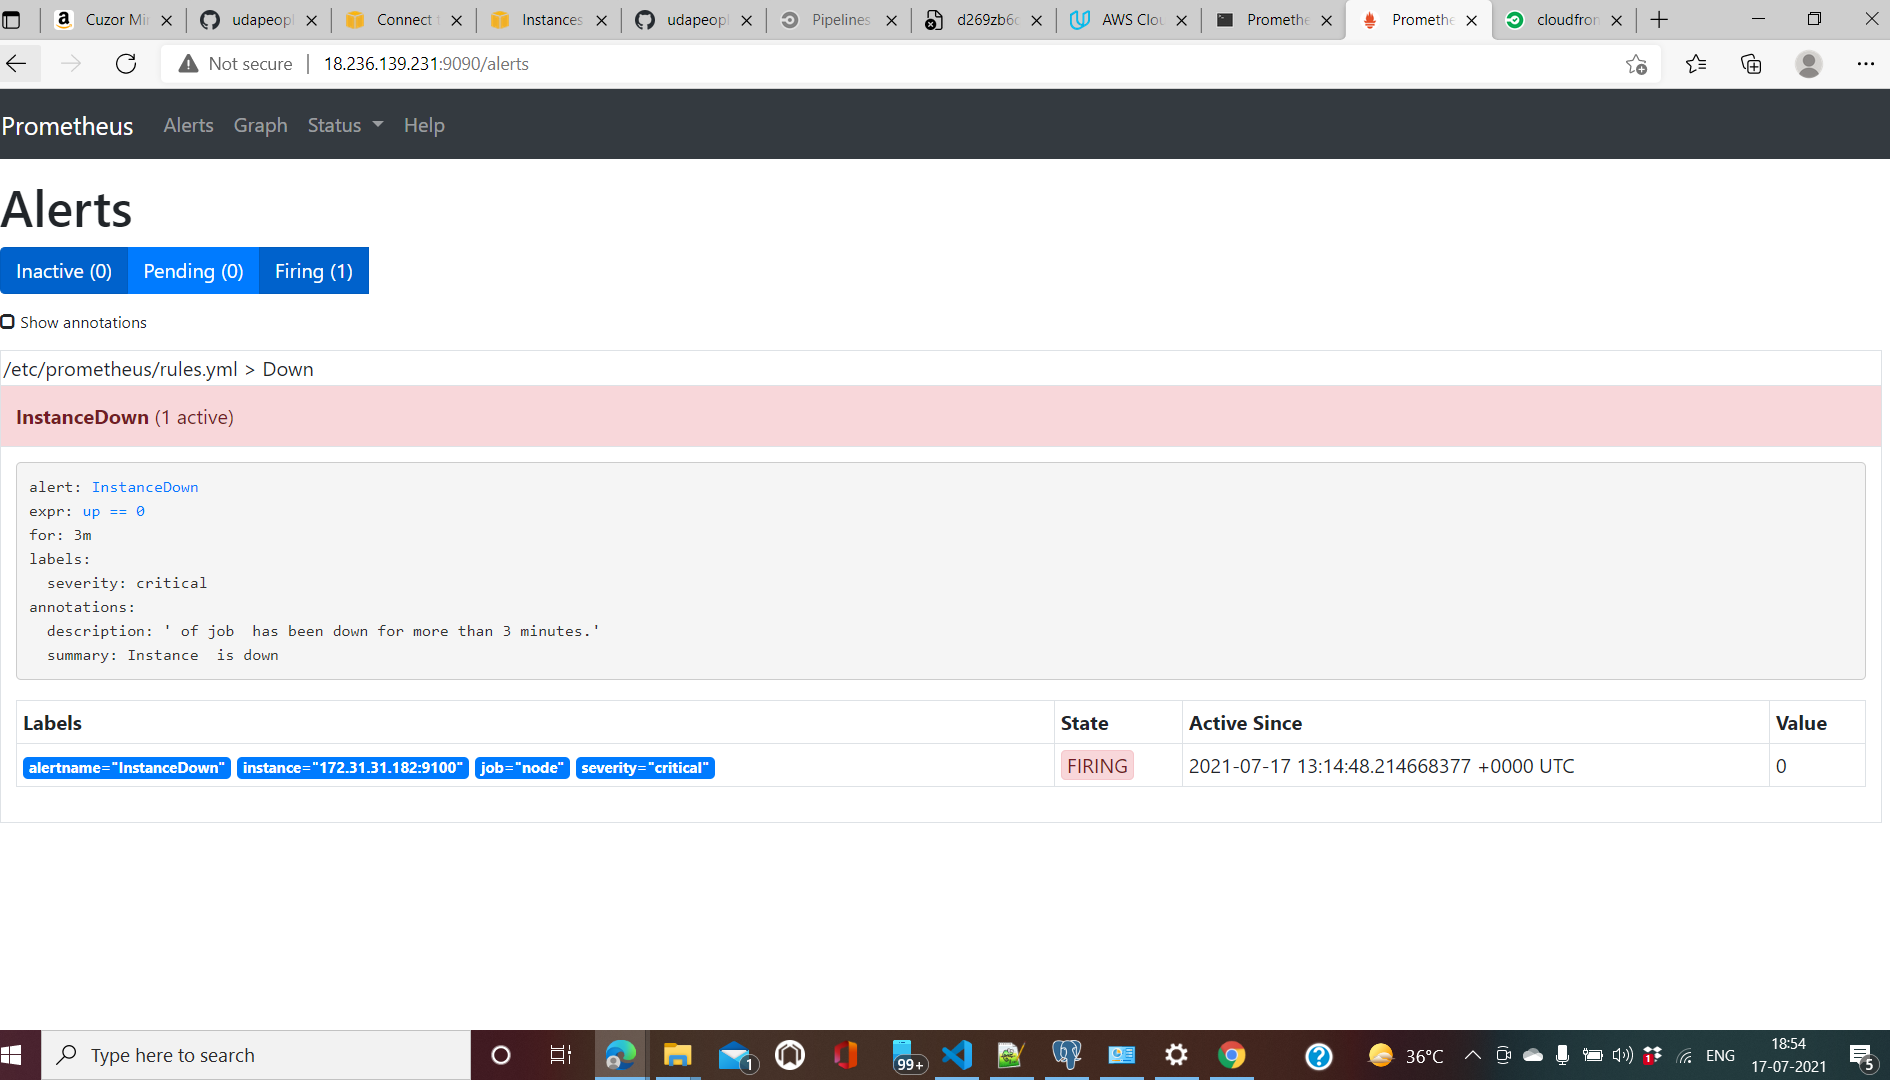 Cuzor Mir
udapeopl
Connect t
Instances
udapeopl
Pipelines
d269zb6c
AWS Clou
Promethe
Promethe
cloudfron
Not secure
18.236.139.231:9090/alerts
Prometheus
Alerts
Graph
Status
Help
Alerts
Inactive (0)
Pending (0)
Firing (1)
Show annotations
/etc/prometheus/rules.yml > Down
InstanceDown (1 active)
alert: InstanceDown
expr: up == 0
for: 3m
labels:
severity: critical
annotations:
description: ' of job  has been down for more than 3 minutes.'
summary: Instance  is down
Labels
State
Active Since
Value
alertname="InstanceDown" instance="172.31.31.182:9100" job="node" severity="critical"
FIRING
2021-07-17 13:14:48.214668377 +0000 UTC
0
Type here to search
1
99+
36°C
1
ENG
18:54
17-07-2021
5